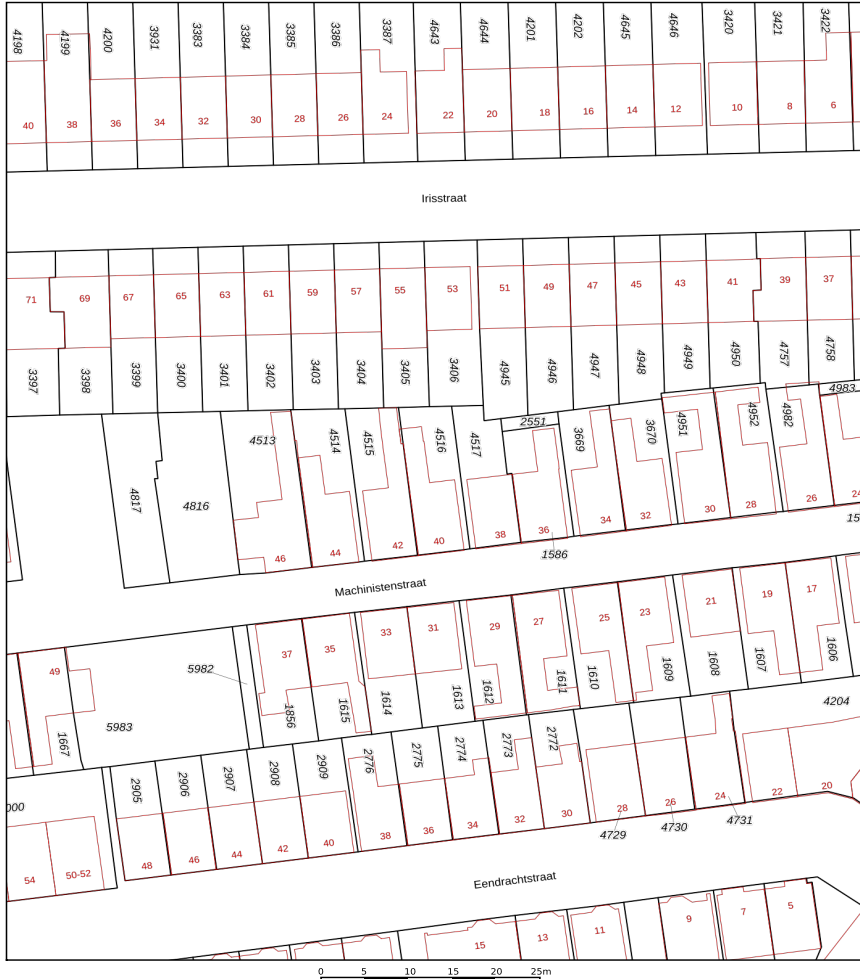 4198 4199 4200 3931 3383 3384 3385 3386 3387 4643 4644 4201 4202 4645 4646 3420 3421 3422
40 38 36 34 32 30 28 26 24 22 20 18 16 14 12 10 8 6
Irisstraat
71 69 67 65 63 61 59 57 55 53 51 49 47 45 43 41 39 37
3397 3398 3399 3400 3401 3402 3403 3404 3405 3406 4945 4946 4947 4948 4949 4950 4757 4758
4983
4817 4816 4513 4514 4515 4516 4517 2551 3669 3670 4951 4952 4982
46 44 42 40 38 36 34 32 30 28 26 24
1586 15
Machinistenstraat
49 37 35 33 31 29 27 25 23 21 19 17
5982
1667 5983 1856 1615 1614 1613 1612 1611 1610 1609 1608 1607 1606
4204
2905 2906 2907 2908 2909 2776 2775 2774 2773 2772
000
54 50-52 48 46 44 42 40 38 36 34 32 30 28 26 24 22 20
4729 4730 4731
Eendrachtstraat
15 13 11 9 7 5
0 5 10 15 20 25m